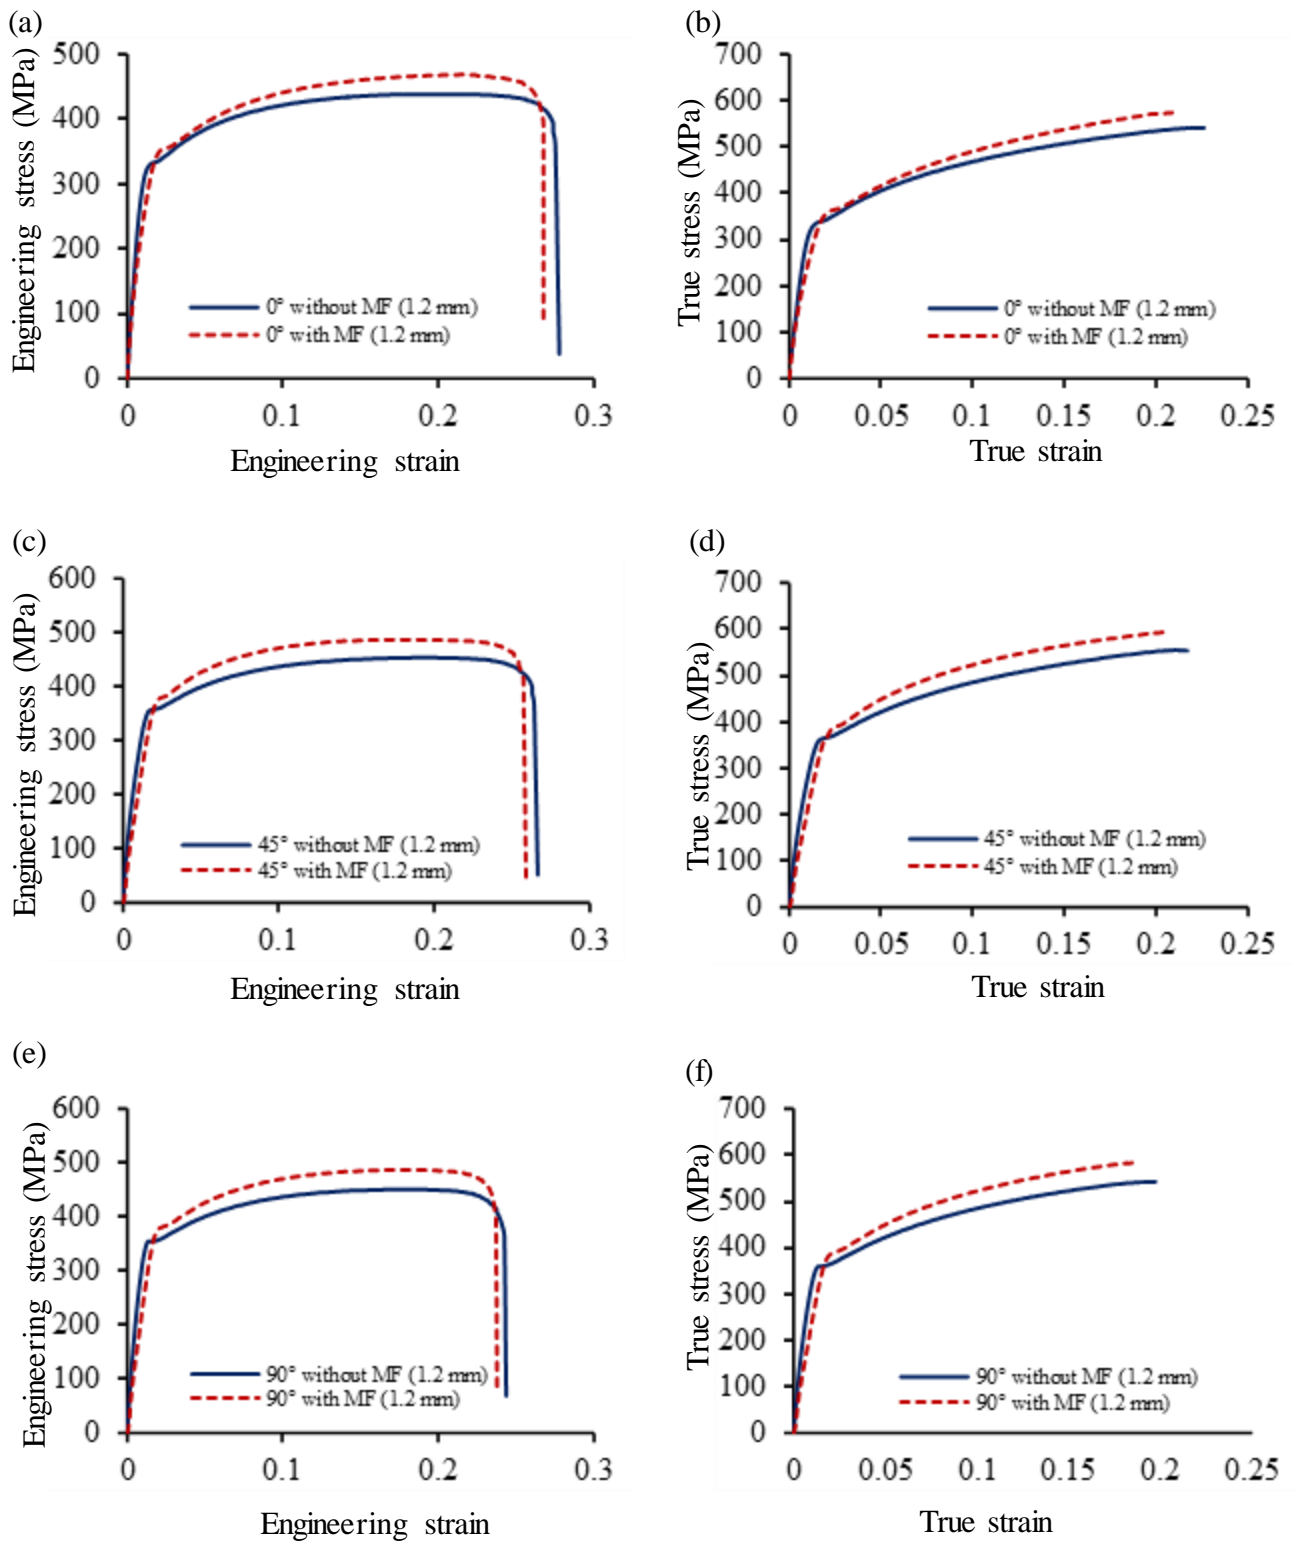 (a)
Engineering stress (MPa)
500
400
300
200
100
0
0° without MF (1.2 mm)
0° with MF (1.2 mm)
0 0.1 0.2 0.3
Engineering strain
(b)
True stress (MPa)
700
600
500
400
300
200
100
0
0° without MF (1.2 mm)
0° with MF (1.2 mm)
0 0.05 0.1 0.15 0.2 0.25
True strain
(c)
Engineering stress (MPa)
600
500
400
300
200
100
0
45° without MF (1.2 mm)
45° with MF (1.2 mm)
0 0.1 0.2 0.3
Engineering strain
(d)
True stress (MPa)
700
600
500
400
300
200
100
0
45° without MF (1.2 mm)
45° with MF (1.2 mm)
0 0.05 0.1 0.15 0.2 0.25
True strain
(e)
Engineering stress (MPa)
600
500
400
300
200
100
0
90° without MF (1.2 mm)
90° with MF (1.2 mm)
0 0.1 0.2 0.3
Engineering strain
(f)
True stress (MPa)
700
600
500
400
300
200
100
0
90° without MF (1.2 mm)
90° with MF (1.2 mm)
0 0.05 0.1 0.15 0.2 0.25
True strain